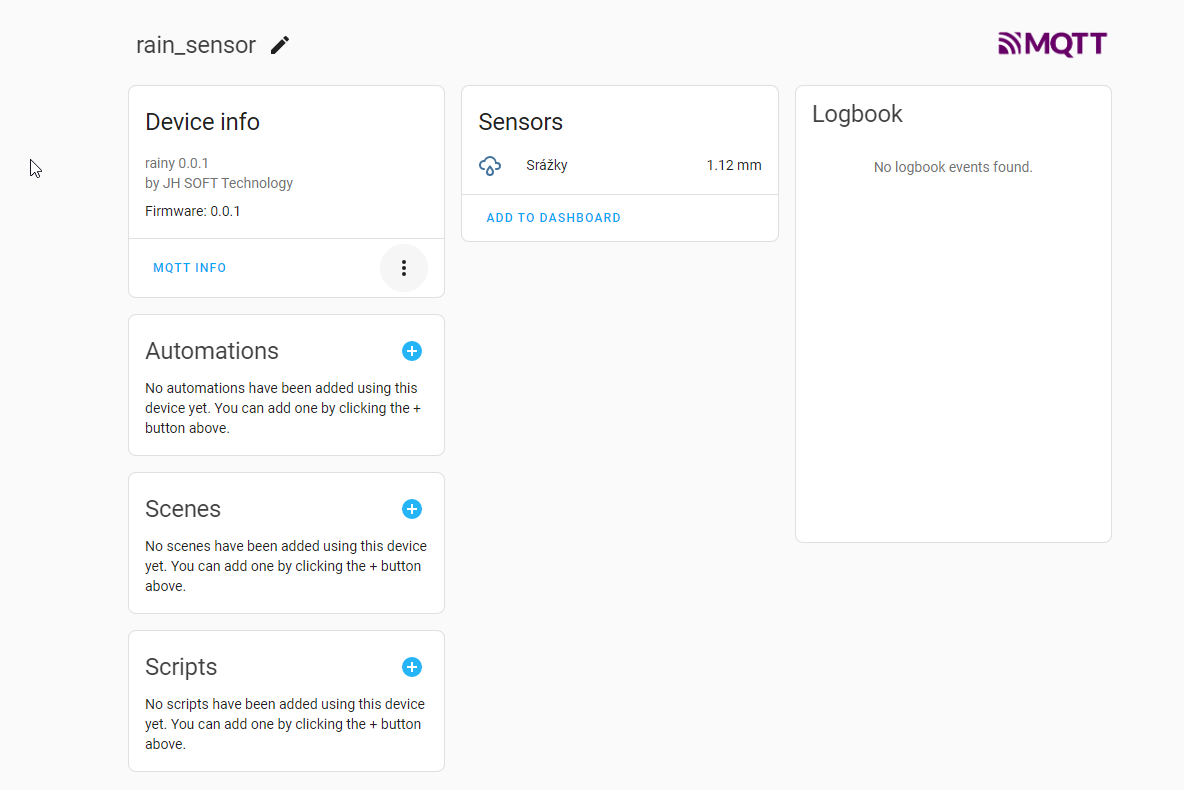 rain_sensor
MQTT
Device info
rainy 0.0.1
by JH SOFT Technology
Firmware: 0.0.1
MQTT INFO
Automations
No automations have been added using this
device yet. You can add one by clicking the +
button above.
Scenes
No scenes have been added using this device
yet. You can add one by clicking the + button
above.
Scripts
No scripts have been added using this device
yet. You can add one by clicking the + button
above.
Sensors
Srážky 1.12 mm
ADD TO DASHBOARD
Logbook
No logbook events found.